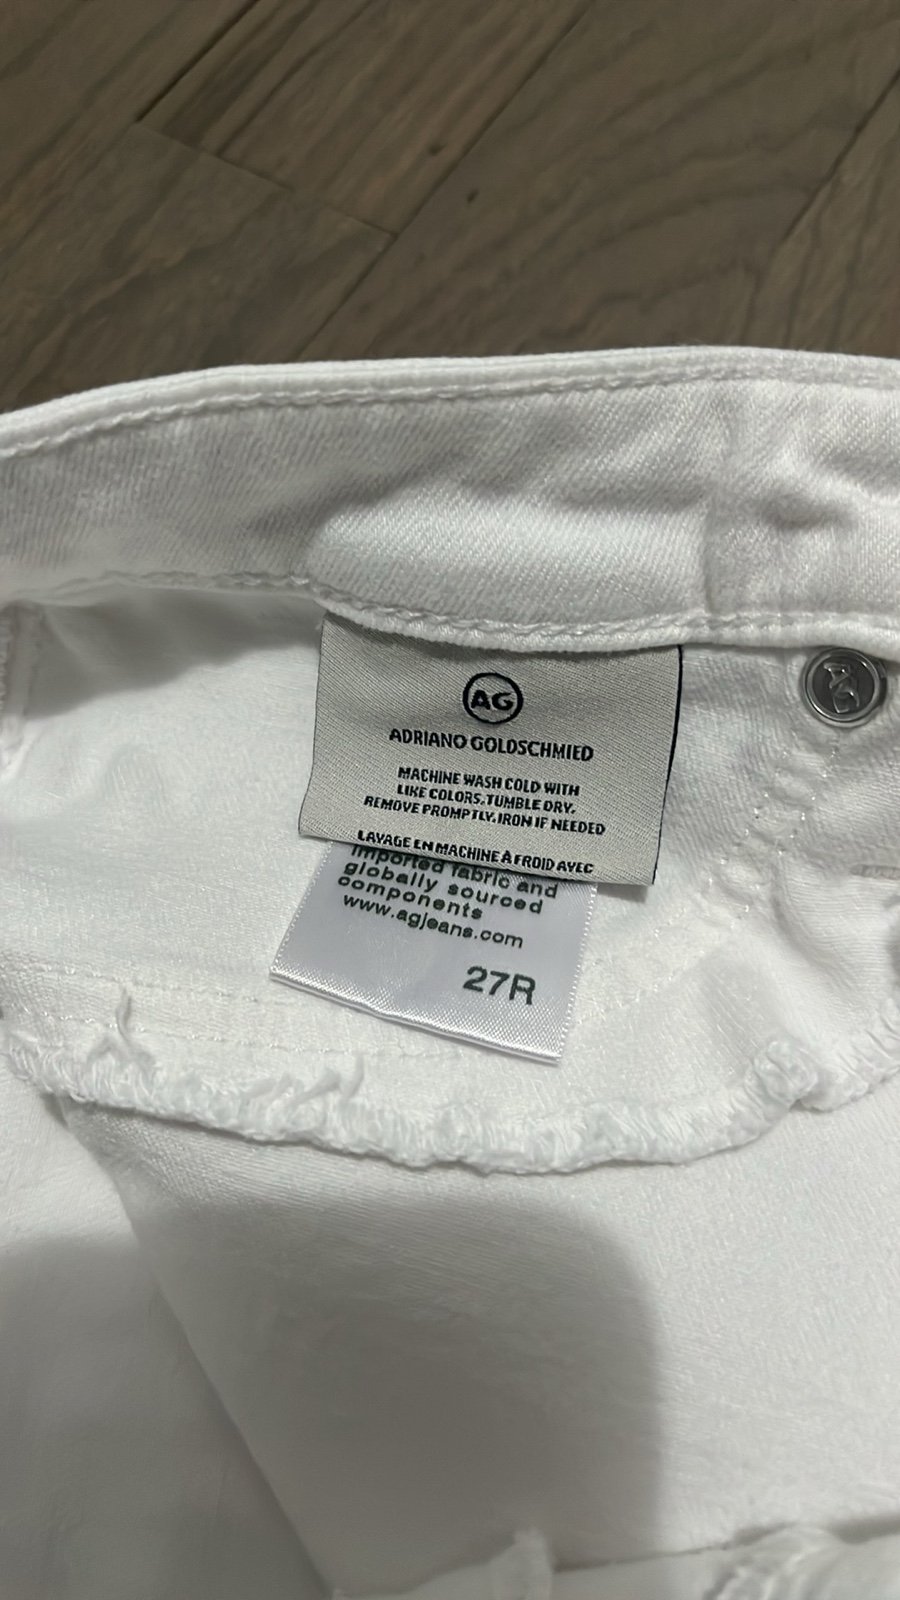 AG
ADRIANO GOLDSCHMIED
MACHINE WASH COLD WITH
LIKE COLORS. TUMBLE DRY.
REMOVE PROMPTLY. IRON IF NEEDED
LAVAGE EN MACHINE À FROID AVEC
imported fabric and
globally sourced
components
www.agjeans.com
27R
AG